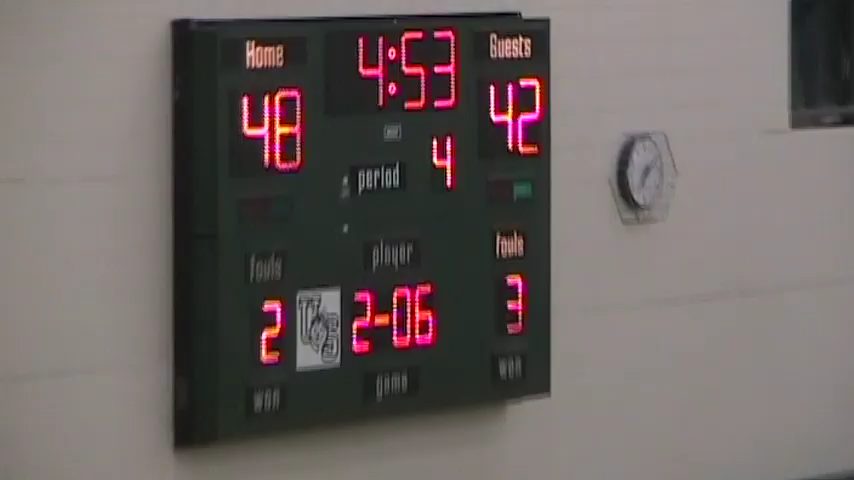 Home 4:53 Guests
48 42
period 4
fouls player fouls
2 2-06 3
won game won